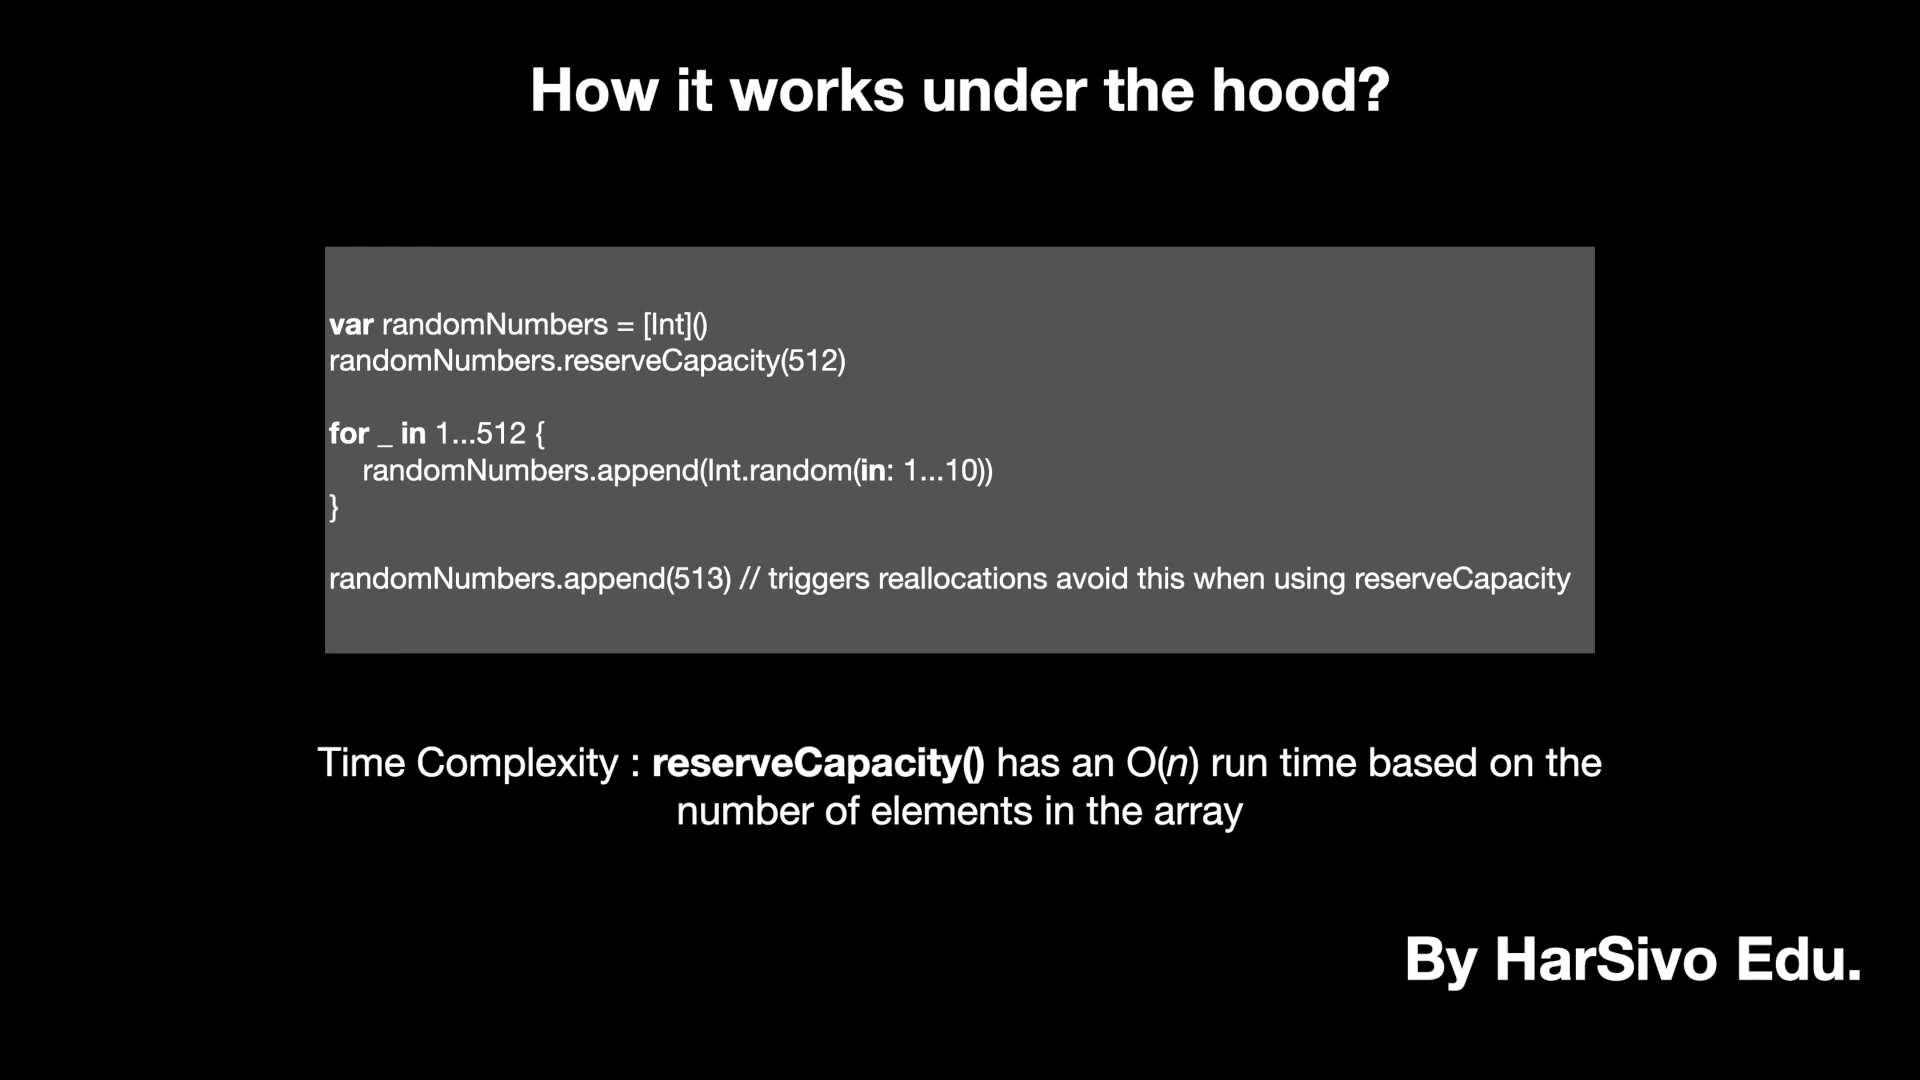 How it works under the hood?
var randomNumbers = [Int]()
randomNumbers.reserveCapacity(512)
for _ in 1...512 {
    randomNumbers.append(Int.random(in: 1...10))
}
randomNumbers.append(513) // triggers reallocations avoid this when using reserveCapacity
Time Complexity : reserveCapacity() has an O(n) run time based on the
number of elements in the array
By HarSivo Edu.